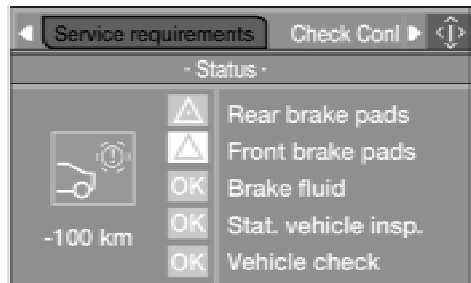 Service requirements Check Conl
- Status -
Rear brake pads
Front brake pads
OK Brake fluid
OK Stat. vehicle insp.
OK Vehicle check
-100 km